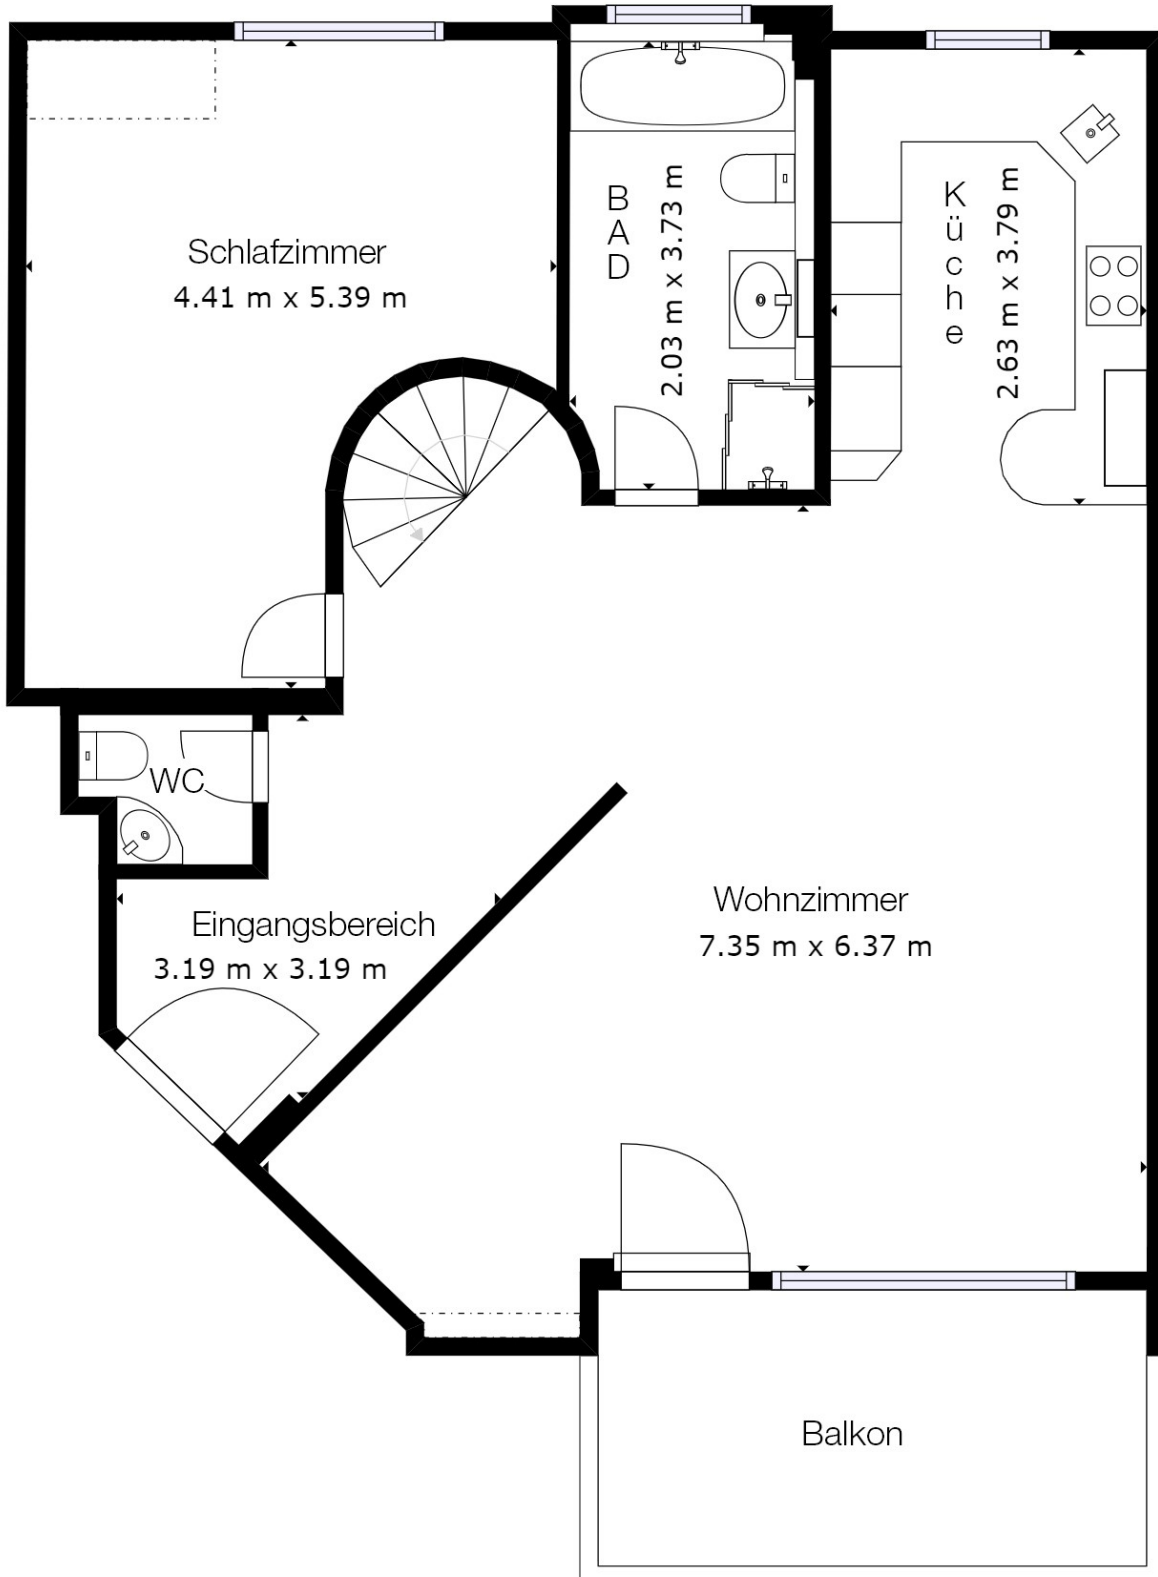 Schlafzimmer
4.41 m x 5.39 m
BAD
2.03 m x 3.73 m
Küche
2.63 m x 3.79 m
WC
Eingangsbereich
3.19 m x 3.19 m
Wohnzimmer
7.35 m x 6.37 m
Balkon